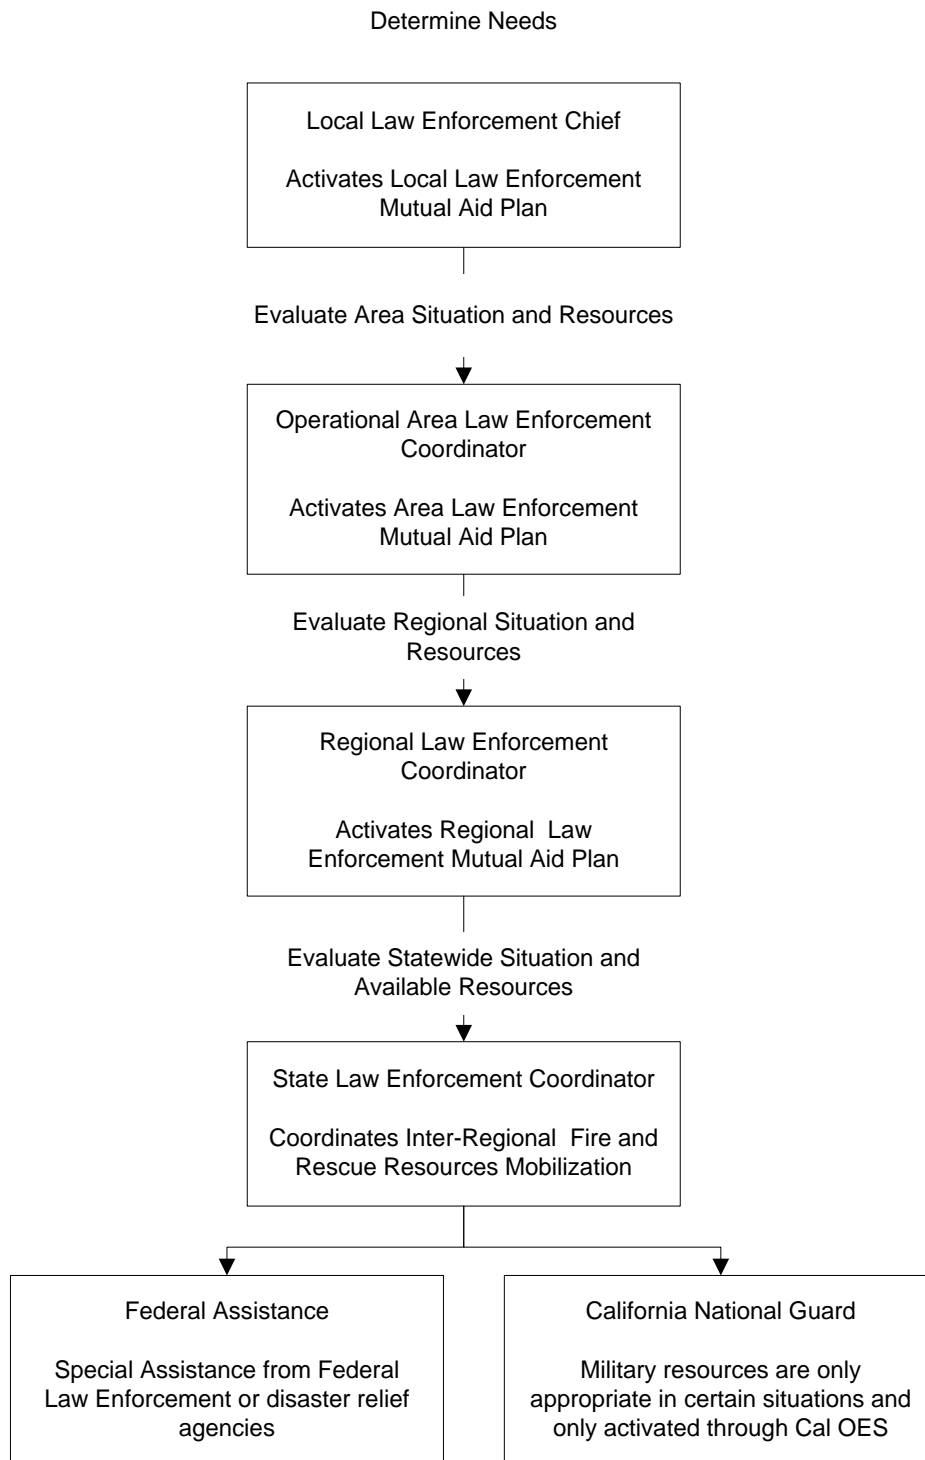 Determine Needs
Local Law Enforcement Chief
Activates Local Law Enforcement
Mutual Aid Plan
Evaluate Area Situation and Resources
Operational Area Law Enforcement
Coordinator
Activates Area Law Enforcement
Mutual Aid Plan
Evaluate Regional Situation and
Resources
Regional Law Enforcement
Coordinator
Activates Regional  Law
Enforcement Mutual Aid Plan
Evaluate Statewide Situation and
Available Resources
State Law Enforcement Coordinator
Coordinates Inter-Regional  Fire and
Rescue Resources Mobilization
Federal Assistance
Special Assistance from Federal
Law Enforcement or disaster relief
agencies
California National Guard
Military resources are only
appropriate in certain situations and
only activated through Cal OES